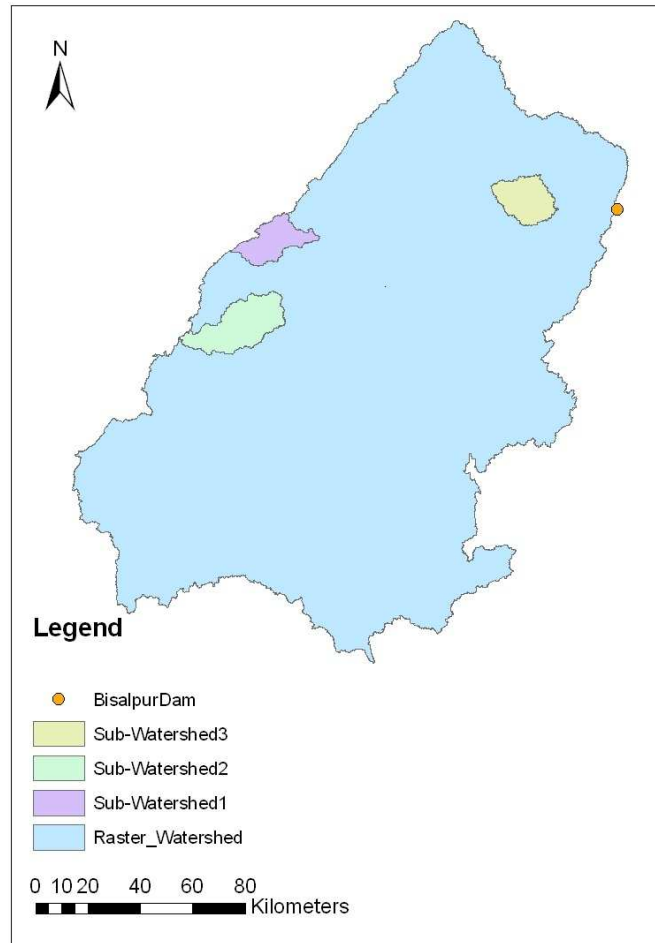 N
Legend
BisalpurDam
Sub-Watershed3
Sub-Watershed2
Sub-Watershed1
Raster_Watershed
0 10 20 40 60 80
Kilometers